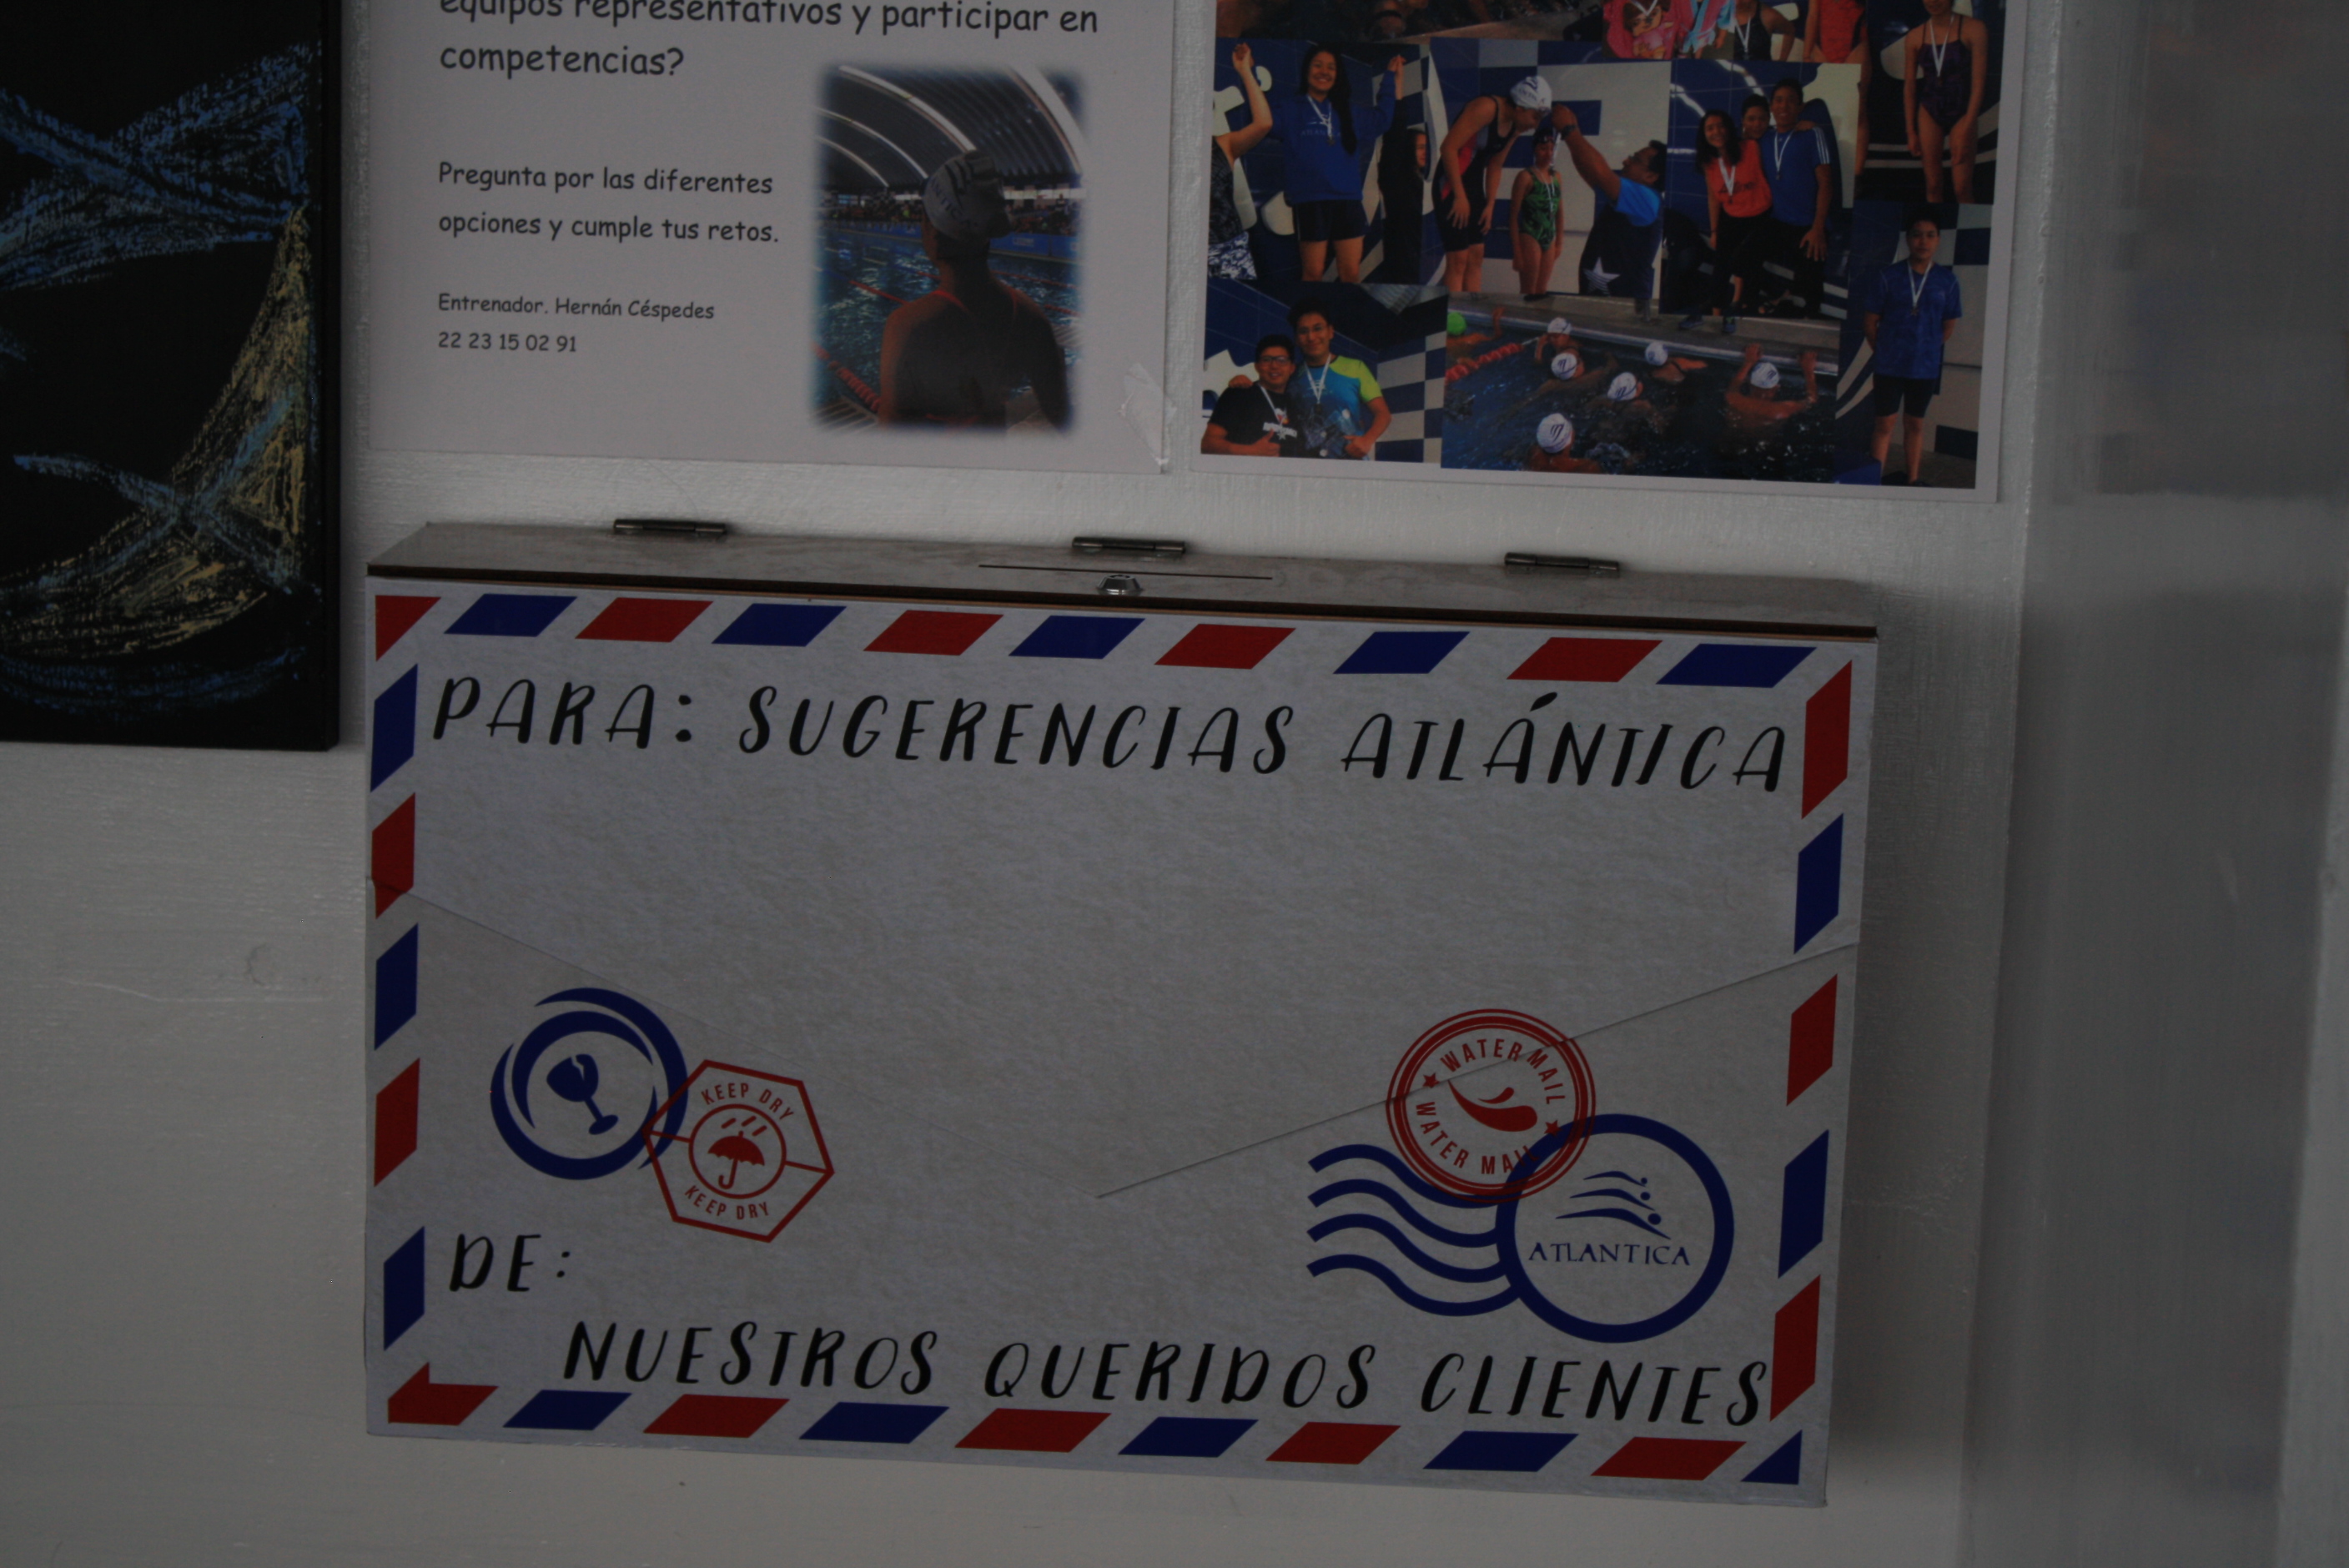 equipos representativos y participar en
competencias?
Pregunta por las diferentes
opciones y cumple tus retos.
Entrenador. Hernán Céspedes
22 23 15 02 91
PARA: SUGERENCIAS ATLÁNTICA
KEEP DRY
KEEP DRY
WATER MAIL
WATER MAIL
ATLANTICA
DE:
NUESTROS QUERIDOS CLIENTES